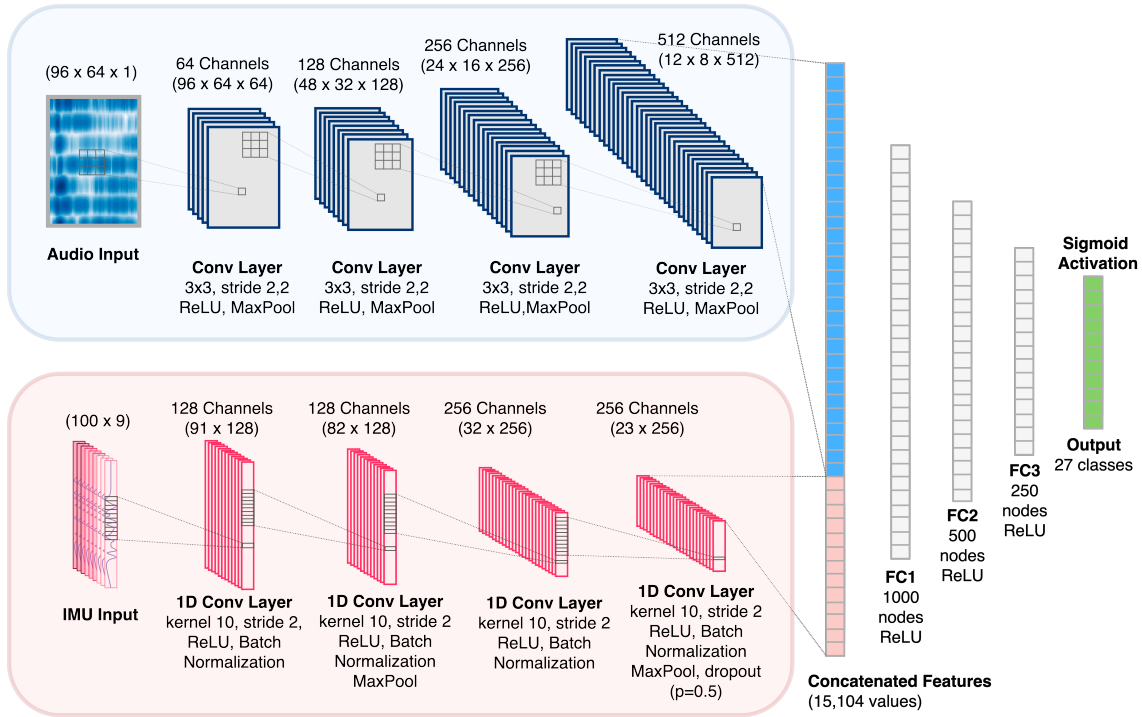 (96 x 64 x 1)
64 Channels
(96 x 64 x 64)
128 Channels
(48 x 32 x 128)
256 Channels
(24 x 16 x 256)
512 Channels
(12 x 8 x 512)
Audio Input
Conv Layer
3x3, stride 2,2
ReLU, MaxPool
Conv Layer
3x3, stride 2,2
ReLU, MaxPool
Conv Layer
3x3, stride 2,2
ReLU,MaxPool
Conv Layer
3x3, stride 2,2
ReLU, MaxPool
(100 x 9)
128 Channels
(91 x 128)
128 Channels
(82 x 128)
256 Channels
(32 x 256)
256 Channels
(23 x 256)
IMU Input
1D Conv Layer
kernel 10, stride 2,
ReLU, Batch
Normalization
1D Conv Layer
kernel 10, stride 2
ReLU, Batch
Normalization
MaxPool
1D Conv Layer
kernel 10, stride 2
ReLU, Batch
Normalization
1D Conv Layer
kernel 10, stride 2
ReLU, Batch
Normalization
MaxPool, dropout
(p=0.5)
Concatenated Features
(15,104 values)
FC1
1000
nodes
ReLU
FC2
500
nodes
ReLU
FC3
250
nodes
ReLU
Sigmoid
Activation
Output
27 classes